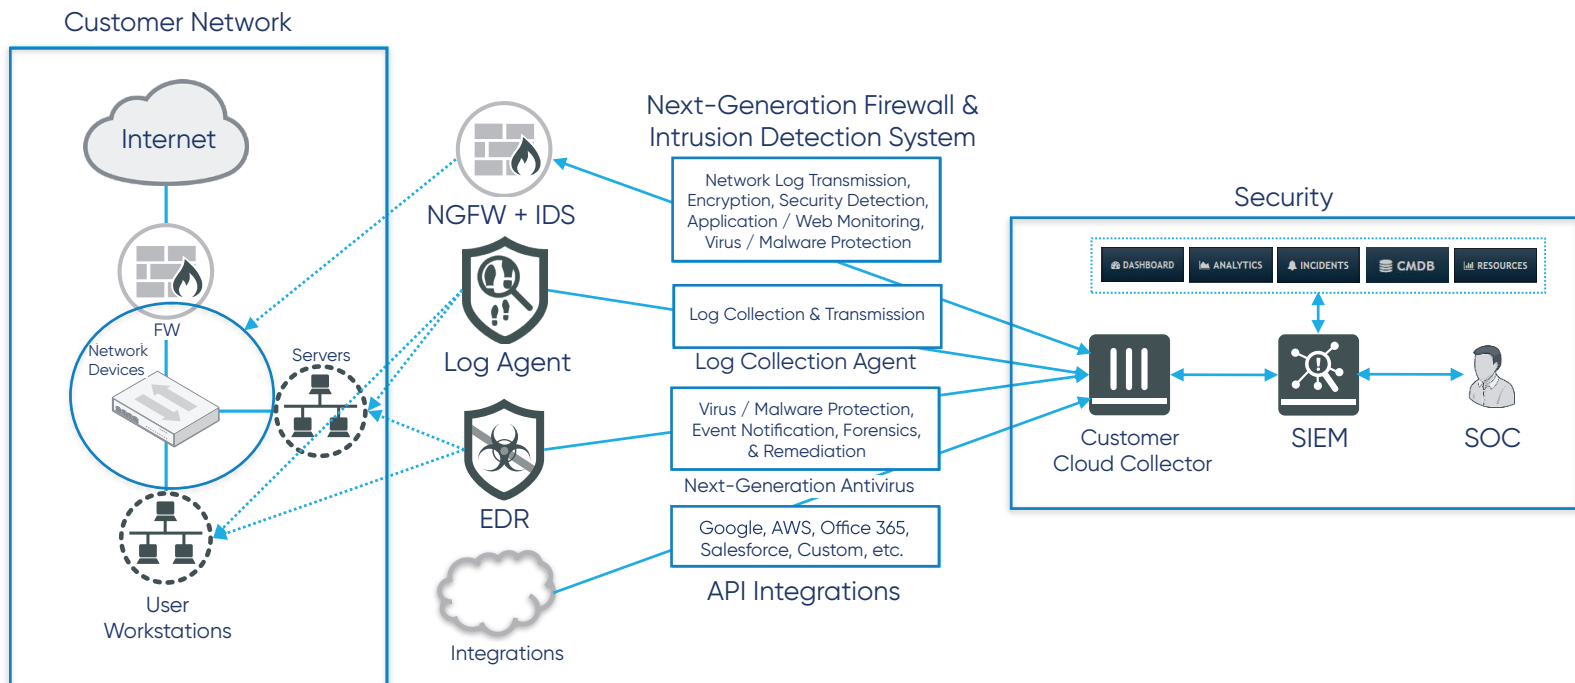 Customer Network
Internet
FW
Network
Devices
Servers
User
Workstations
NGFW + IDS
Log Agent
EDR
Integrations
Next-Generation Firewall &
Intrusion Detection System
Network Log Transmission,
Encryption, Security Detection,
Application / Web Monitoring,
Virus / Malware Protection
Log Collection & Transmission
Log Collection Agent
Virus / Malware Protection,
Event Notification, Forensics,
& Remediation
Next-Generation Antivirus
Google, AWS, Office 365,
Salesforce, Custom, etc.
API Integrations
Security
DASHBOARD
ANALYTICS
INCIDENTS
CMDB
RESOURCES
Customer
Cloud Collector
SIEM
SOC